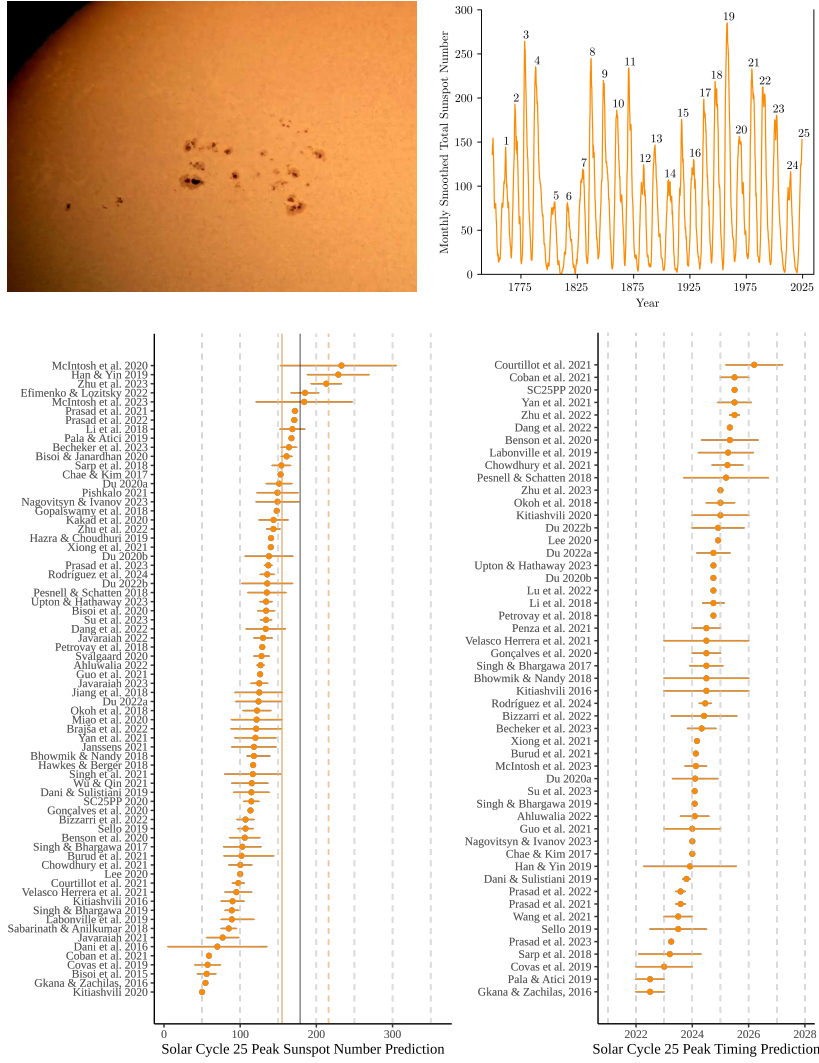 300
250
200
150
100
50
0
Monthly Smoothed Total Sunspot Number
1
2
3
4
5
6
7
8
9
10
11
12
13
14
15
16
17
18
19
20
21
22
23
24
25
1775
1825
1875
1925
1975
2025
Year
McIntosh et al. 2020
Han & Yin 2019
Zhu et al. 2023
Efimenko & Lozitsky 2022
McIntosh et al. 2023
Prasad et al. 2021
Prasad et al. 2022
Li et al. 2018
Pala & Atici 2019
Becheker et al. 2023
Bisoi & Janardhan 2020
Sarp et al. 2018
Chae & Kim 2017
Du 2020a
Pishkalo 2021
Nagovitsyn & Ivanov 2023
Gopalswamy et al. 2018
Kakad et al. 2020
Zhu et al. 2022
Hazra & Choudhuri 2019
Xiong et al. 2021
Du 2020b
Prasad et al. 2023
Rodríguez et al. 2024
Du 2022b
Pesnell & Schatten 2018
Upton & Hathaway 2023
Bisoi et al. 2020
Su et al. 2023
Dang et al. 2022
Javaraiah 2022
Petrovay et al. 2018
Svalgaard 2020
Ahluwalia 2022
Guo et al. 2021
Javaraiah 2023
Jiang et al. 2018
Du 2022a
Okoh et al. 2018
Miao et al. 2020
Brajša et al. 2022
Yan et al. 2021
Janssens 2021
Bhowmik & Nandy 2018
Hawkes & Berger 2018
Singh et al. 2021
Wu & Qin 2021
Dani & Sulistiani 2019
SC25PP 2020
Gonçalves et al. 2020
Bizzarri et al. 2022
Sello 2019
Benson et al. 2020
Singh & Bhargawa 2017
Burud et al. 2021
Chowdhury et al. 2021
Lee 2020
Courtillot et al. 2021
Velasco Herrera et al. 2021
Kitiashvili 2016
Singh & Bhargawa 2019
Labonville et al. 2019
Sabarinath & Anilkumar 2018
Javaraiah 2021
Dani et al. 2016
Coban et al. 2021
Covas et al. 2019
Bisoi et al. 2015
Gkana & Zachilas, 2016
Kitiashvili 2020
0
100
200
300
Solar Cycle 25 Peak Sunspot Number Prediction
Courtillot et al. 2021
Coban et al. 2021
SC25PP 2020
Yan et al. 2021
Zhu et al. 2022
Dang et al. 2022
Benson et al. 2020
Labonville et al. 2019
Chowdhury et al. 2021
Pesnell & Schatten 2018
Zhu et al. 2023
Okoh et al. 2018
Kitiashvili 2020
Du 2022b
Lee 2020
Du 2022a
Upton & Hathaway 2023
Du 2020b
Lu et al. 2022
Li et al. 2018
Petrovay et al. 2018
Penza et al. 2021
Velasco Herrera et al. 2021
Gonçalves et al. 2020
Singh & Bhargawa 2017
Bhowmik & Nandy 2018
Kitiashvili 2016
Rodríguez et al. 2024
Bizzarri et al. 2022
Becheker et al. 2023
Xiong et al. 2021
Burud et al. 2021
McIntosh et al. 2023
Du 2020a
Su et al. 2023
Singh & Bhargawa 2019
Ahluwalia 2022
Guo et al. 2021
Nagovitsyn & Ivanov 2023
Chae & Kim 2017
Han & Yin 2019
Dani & Sulistiani 2019
Prasad et al. 2022
Prasad et al. 2021
Wang et al. 2021
Sello 2019
Prasad et al. 2023
Sarp et al. 2018
Covas et al. 2019
Pala & Atici 2019
Gkana & Zachilas, 2016
2022
2024
2026
2028
Solar Cycle 25 Peak Timing Prediction